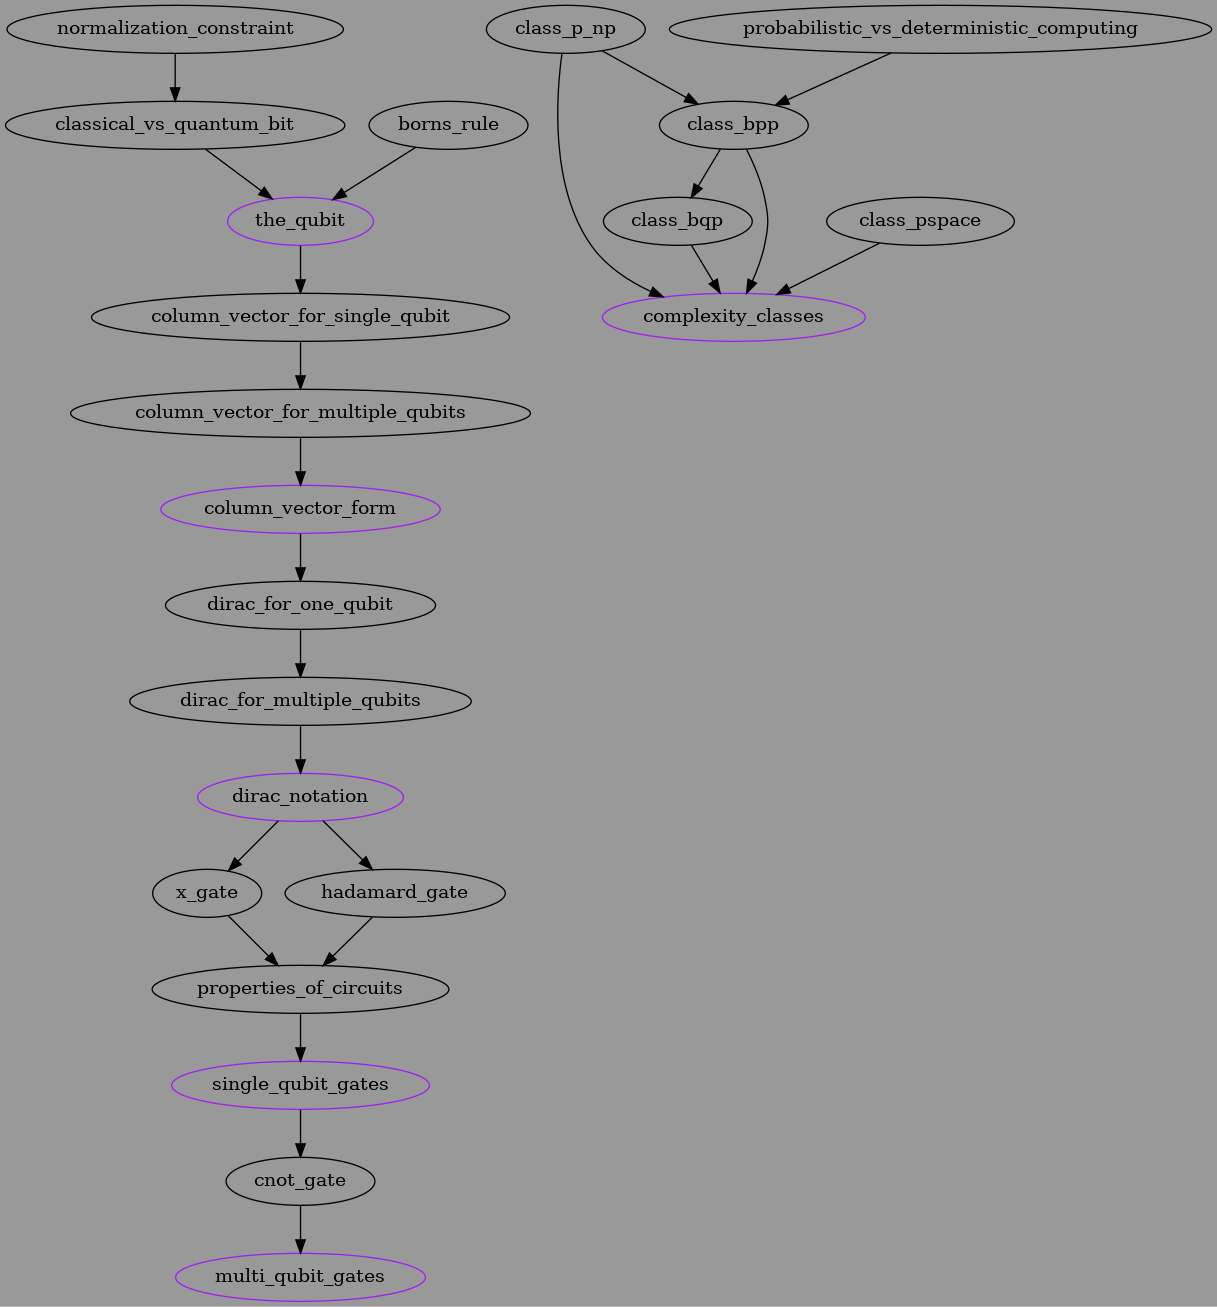 normalization_constraint
class_p_np
probabilistic_vs_deterministic_computing
classical_vs_quantum_bit
borns_rule
class_bpp
the_qubit
class_bqp
class_pspace
column_vector_for_single_qubit
complexity_classes
column_vector_for_multiple_qubits
column_vector_form
dirac_for_one_qubit
dirac_for_multiple_qubits
dirac_notation
x_gate
hadamard_gate
properties_of_circuits
single_qubit_gates
cnot_gate
multi_qubit_gates